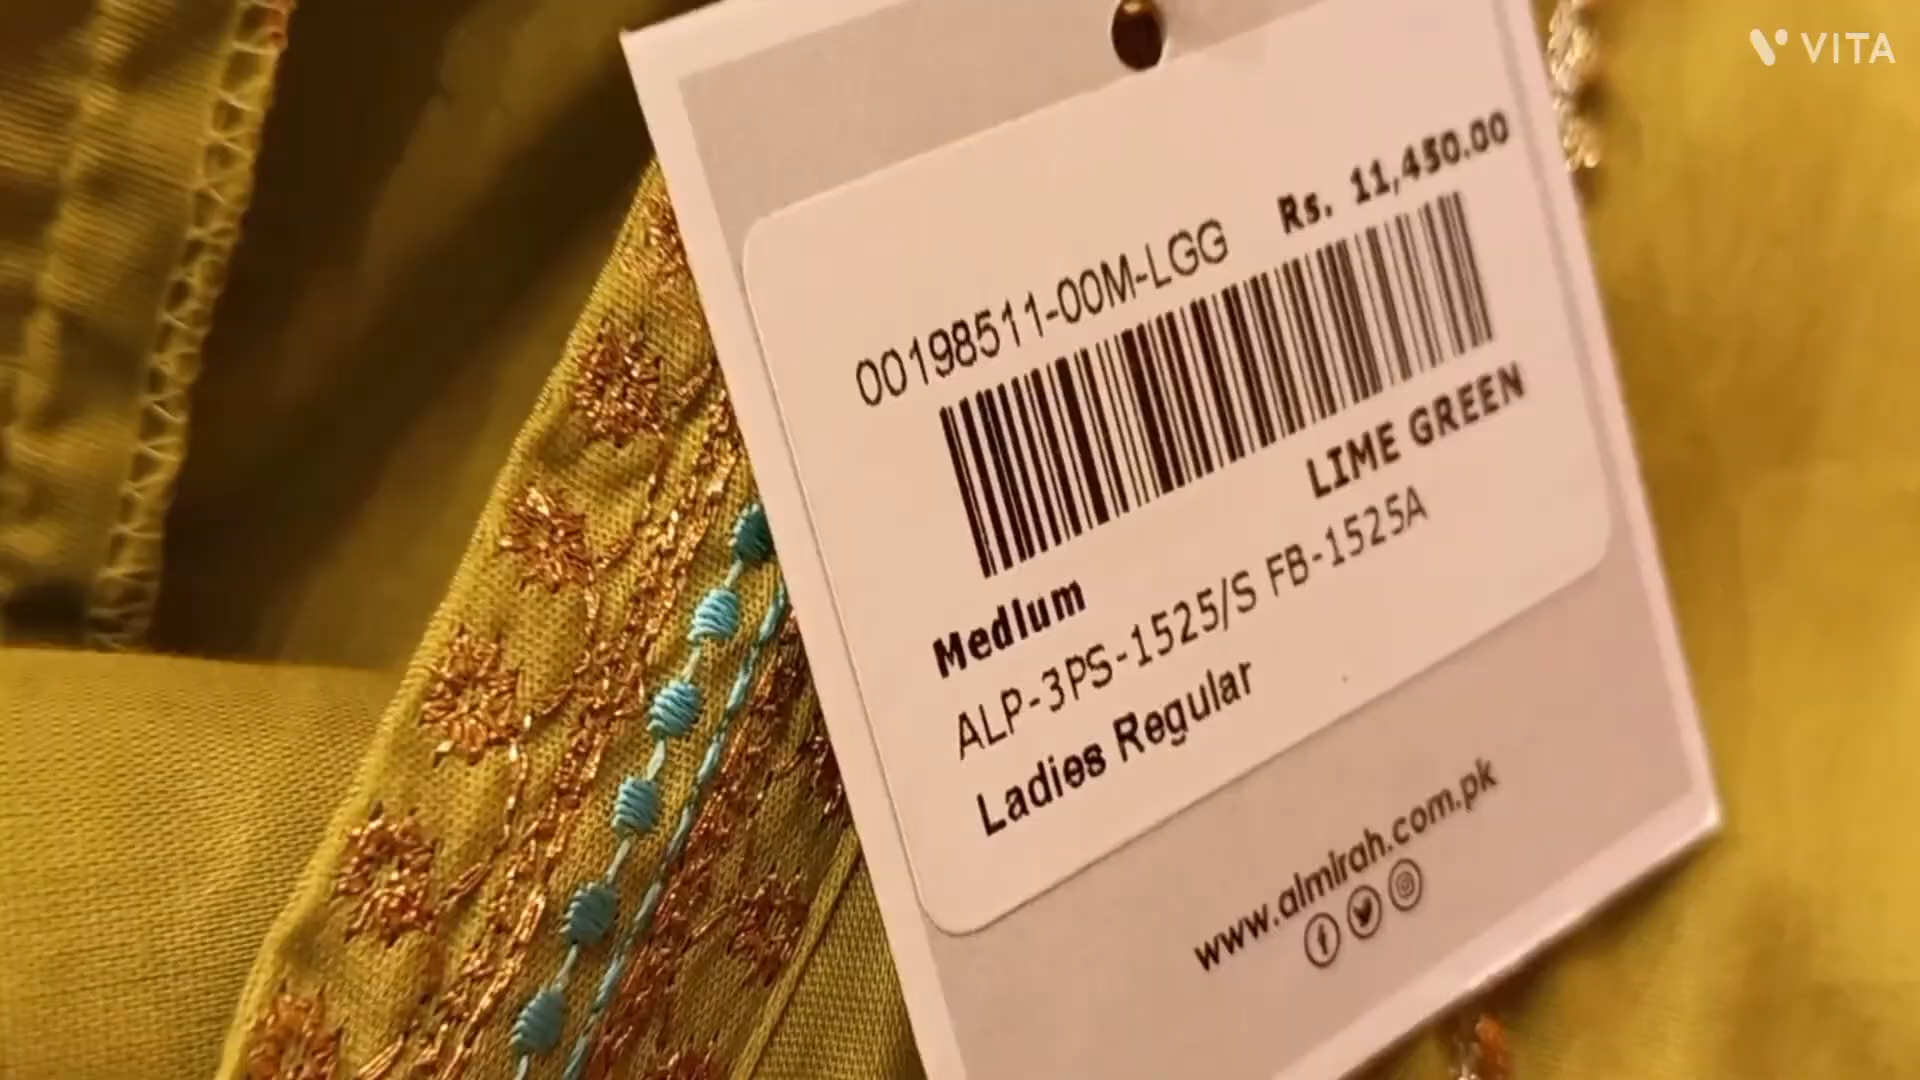 VITA
Rs. 11,450.00
00198511-00M-LGG
LIME GREEN
Medium
ALP-3PS-1525/S FB-1525A
Ladies Regular
www.almirah.com.pk